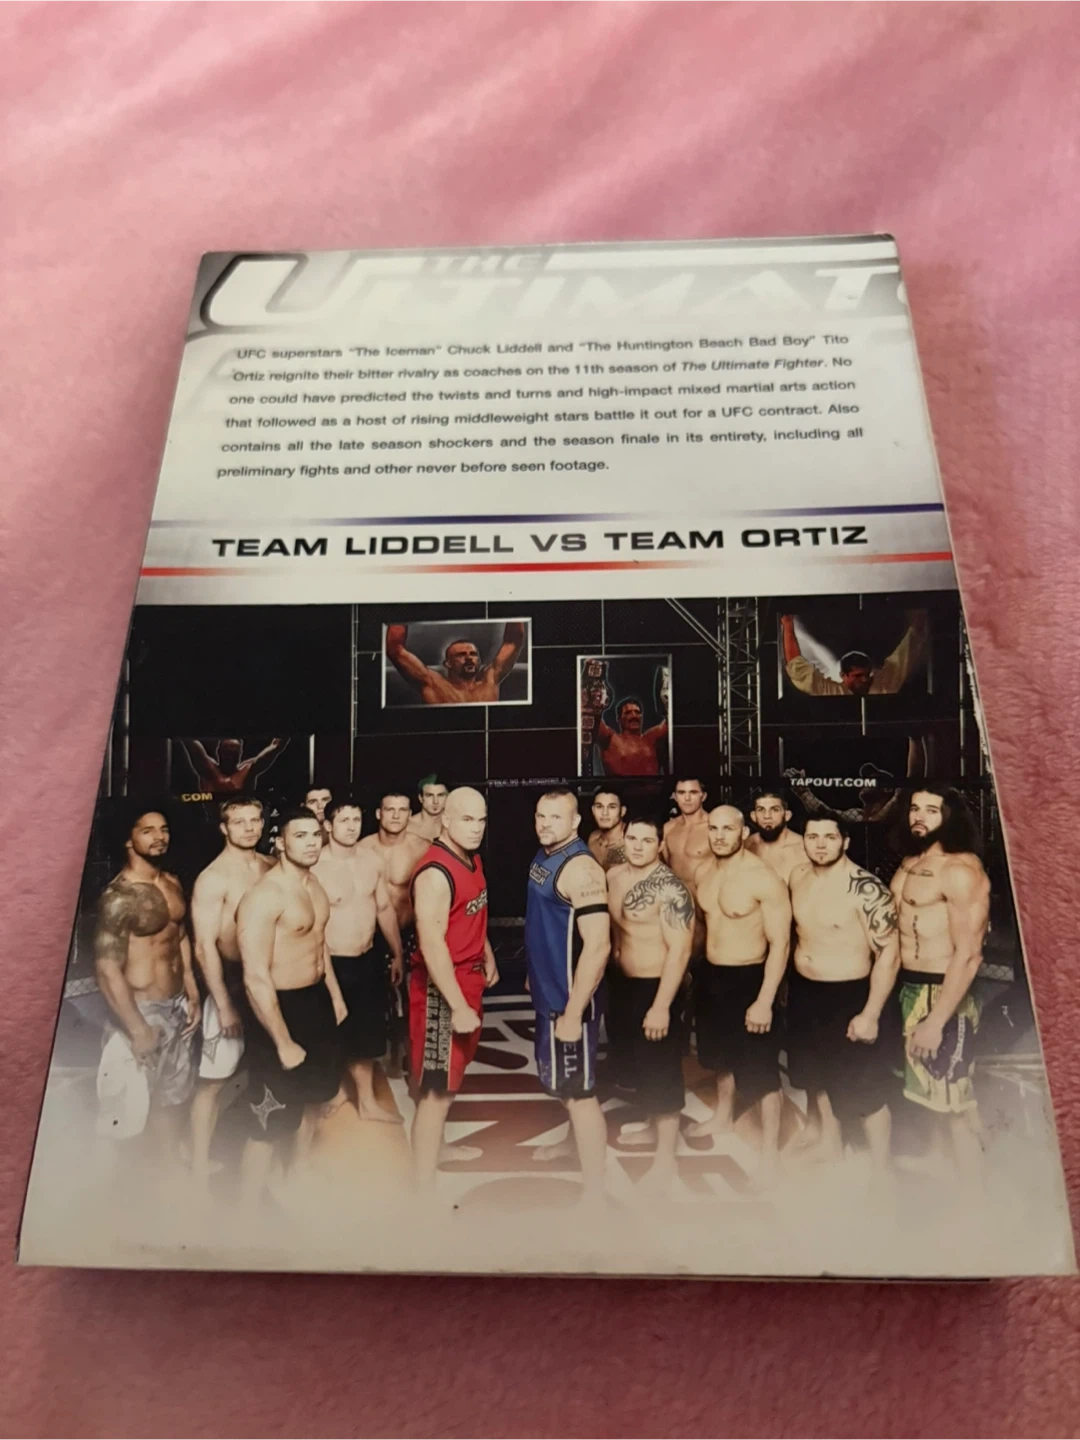 THE
ULTIMAT
UFC superstars "The Iceman" Chuck Liddell and "The Huntington Beach Bad Boy" Tito
Ortiz reignite their bitter rivalry as coaches on the 11th season of The Ultimate Fighter. No
one could have predicted the twists and turns and high-impact mixed martial arts action
that followed as a host of rising middleweight stars battle it out for a UFC contract. Also
contains all the late season shockers and the season finale in its entirety, including all
preliminary fights and other never before seen footage.
TEAM LIDDELL VS TEAM ORTIZ
TAPOUT.COM
COM